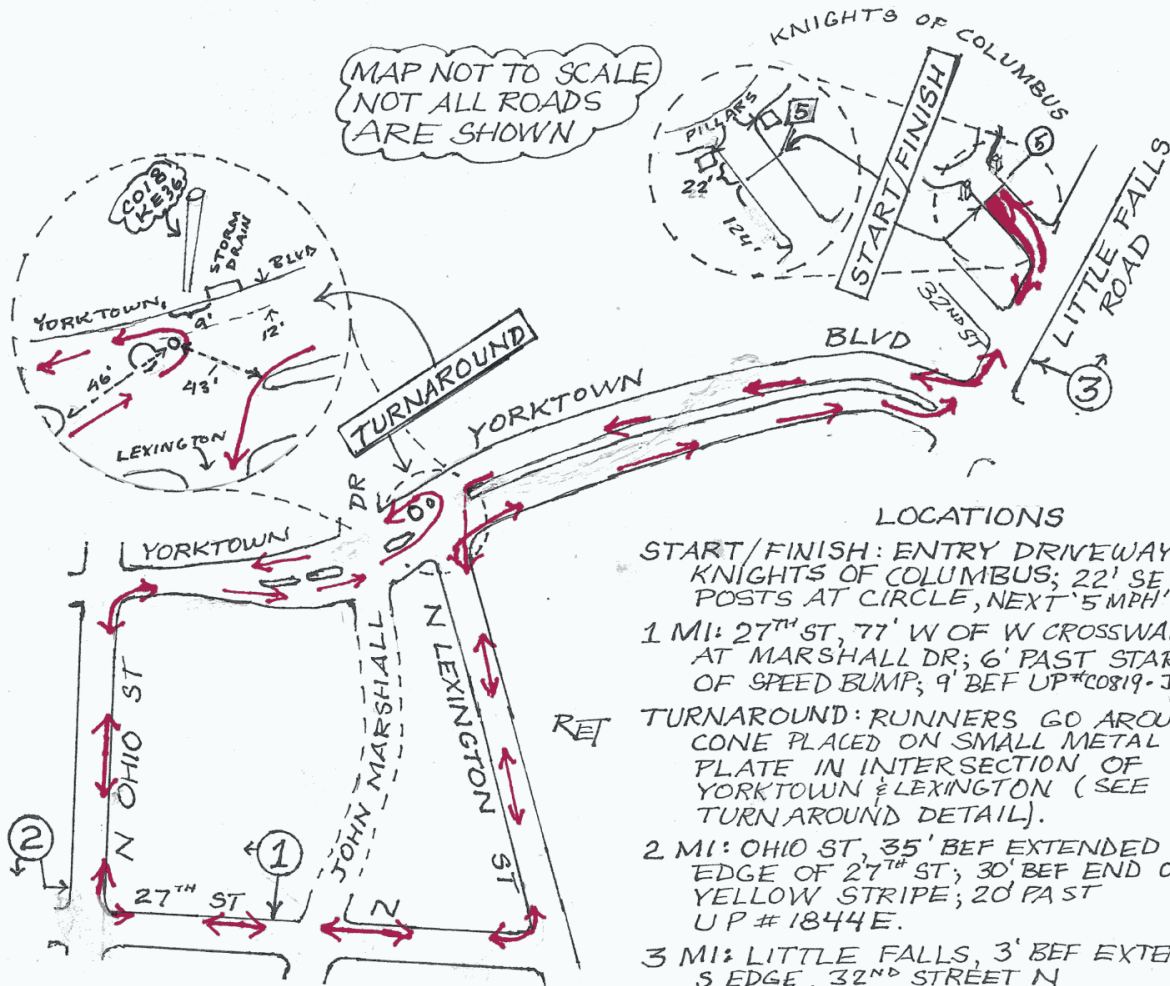 MAP NOT TO SCALE
NOT ALL ROADS
ARE SHOWN
KNIGHTS OF COLUMBUS
PILLARS
5
22'
124'
START/FINISH
5
LITTLE FALLS
ROAD
32ND ST
3
C018
KE36
STORM
DRAIN
BLVD
YORKTOWN
9'
12'
46'
43'
LEXINGTON
TURNAROUND
YORKTOWN
BLVD
DR
YORKTOWN
N OHIO ST
JOHN MARSHALL
N
N LEXINGTON
ST
2
27TH ST
1
RET
LOCATIONS
START/FINISH: ENTRY DRIVEWAY
KNIGHTS OF COLUMBUS; 22' SE
POSTS AT CIRCLE, NEXT '5 MPH'
1 MI: 27TH ST, 77' W OF W CROSSWA
AT MARSHALL DR; 6' PAST STAR
OF SPEED BUMP; 9' BEF UP#C0819-
TURNAROUND: RUNNERS GO AROU
CONE PLACED ON SMALL METAL
PLATE IN INTERSECTION OF
YORKTOWN & LEXINGTON (SEE
TURNAROUND DETAIL).
2 MI: OHIO ST, 35' BEF EXTENDED
EDGE OF 27TH ST; 30' BEF END O
YELLOW STRIPE; 20' PAST
UP # 1844E.
3 MI: LITTLE FALLS, 3' BEF EXTE
S EDGE, 32ND STREET N